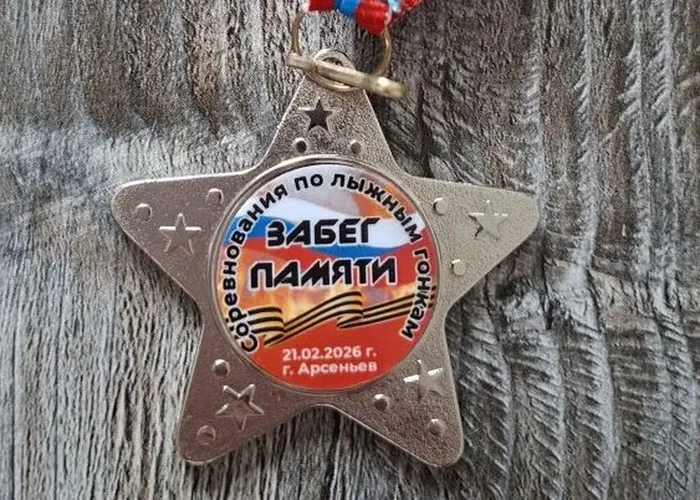 Соревнования по лыжным гонкам
ЗАБЕГ
ПАМЯТИ
21.02.2026 г.
г. Арсеньев